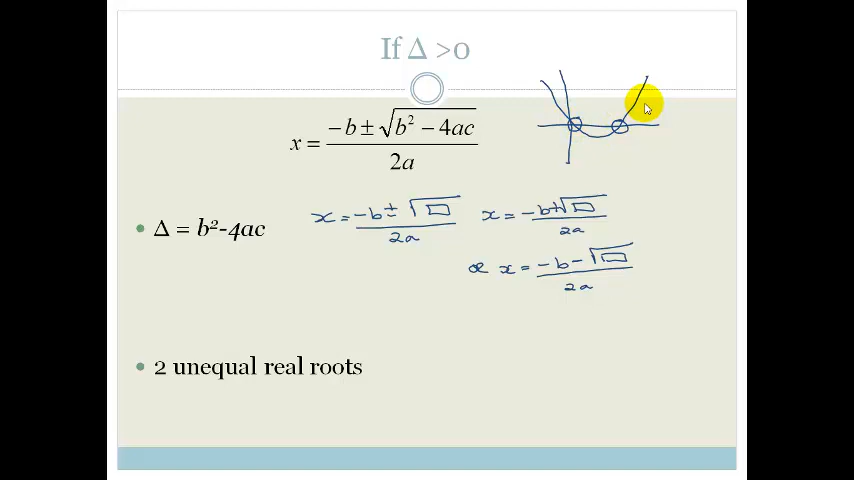 If Δ >0
x = (-b ± √(b² − 4ac)) / 2a
Δ = b²-4ac
x = (-b ± √□) / 2a
x = (-b+√□) / 2a
or x = (-b - √□) / 2a
2 unequal real roots